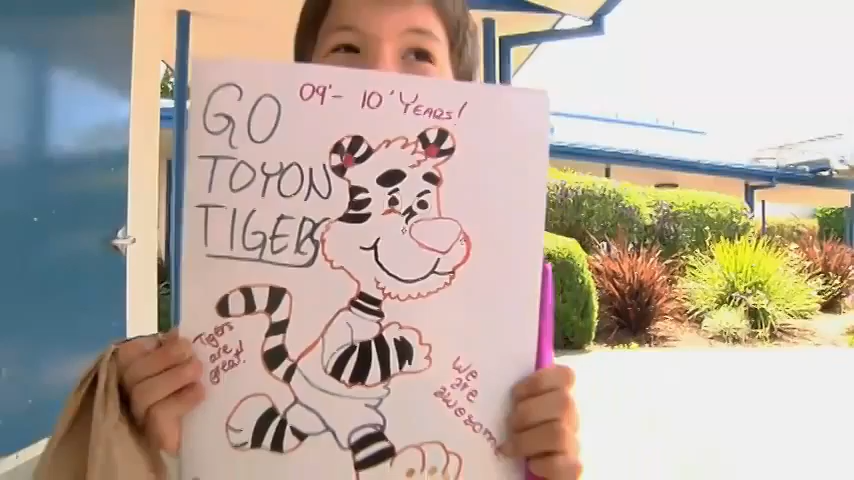 GO
TOYON
TIGERS
09'- 10' YEARS!
Tigers
are
great!
We
are
awesome